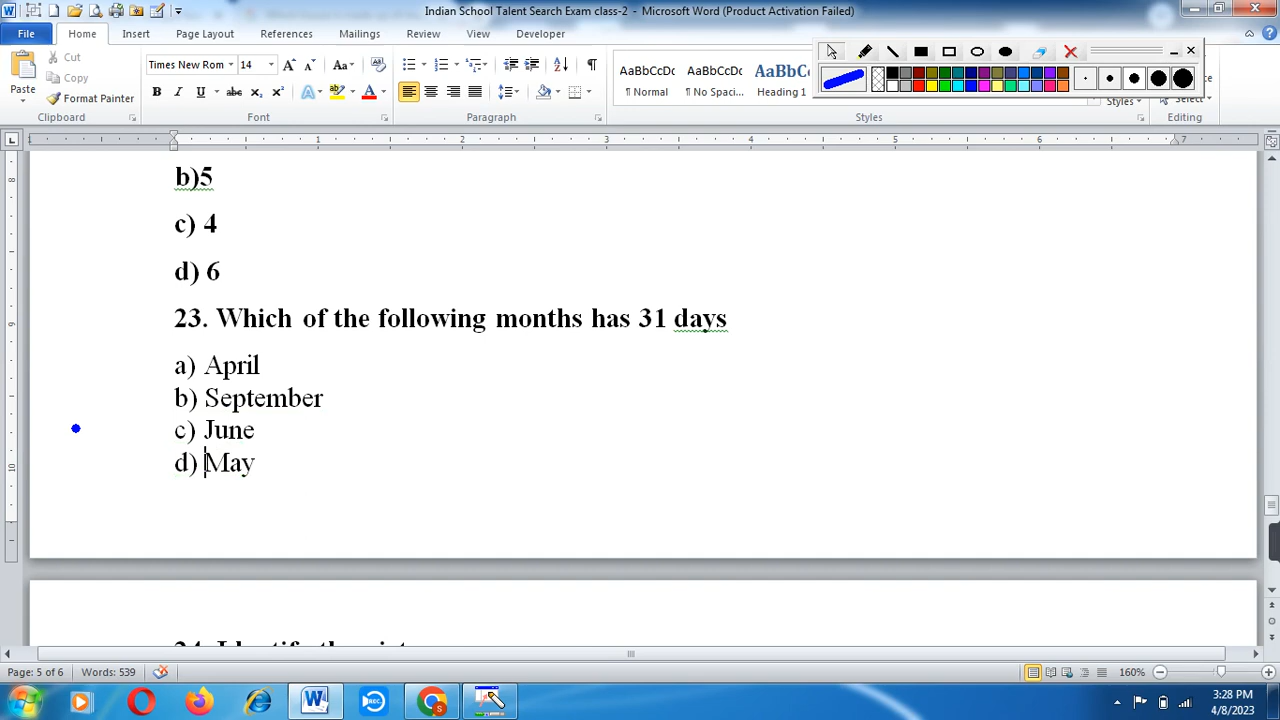 Indian School Talent Search Exam class-2 - Microsoft Word (Product Activation Failed)
File Home Insert Page Layout References Mailings Review View Developer
Cut
Copy
Format Painter
Paste
Times New Rom 14
AaBbCcDc AaBbCcDc AaBbCc
¶ Normal ¶ No Spaci... Heading 1
Styles
Clipboard Font Paragraph Styles Editing
b)5
c) 4
d) 6
23. Which of the following months has 31 days
a) April
b) September
c) June
d) May
Page: 5 of 6 Words: 539 160%
3:28 PM
4/8/2023